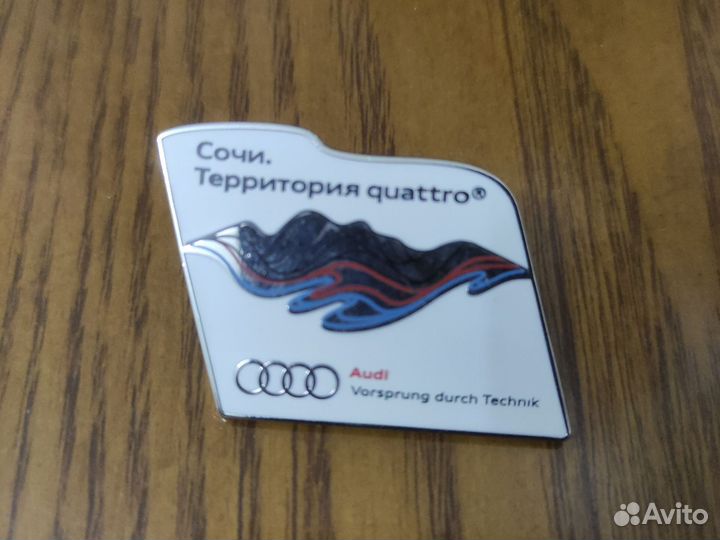 Сочи.
Территория quattro®
Audi
Vorsprung durch Technik
Avito